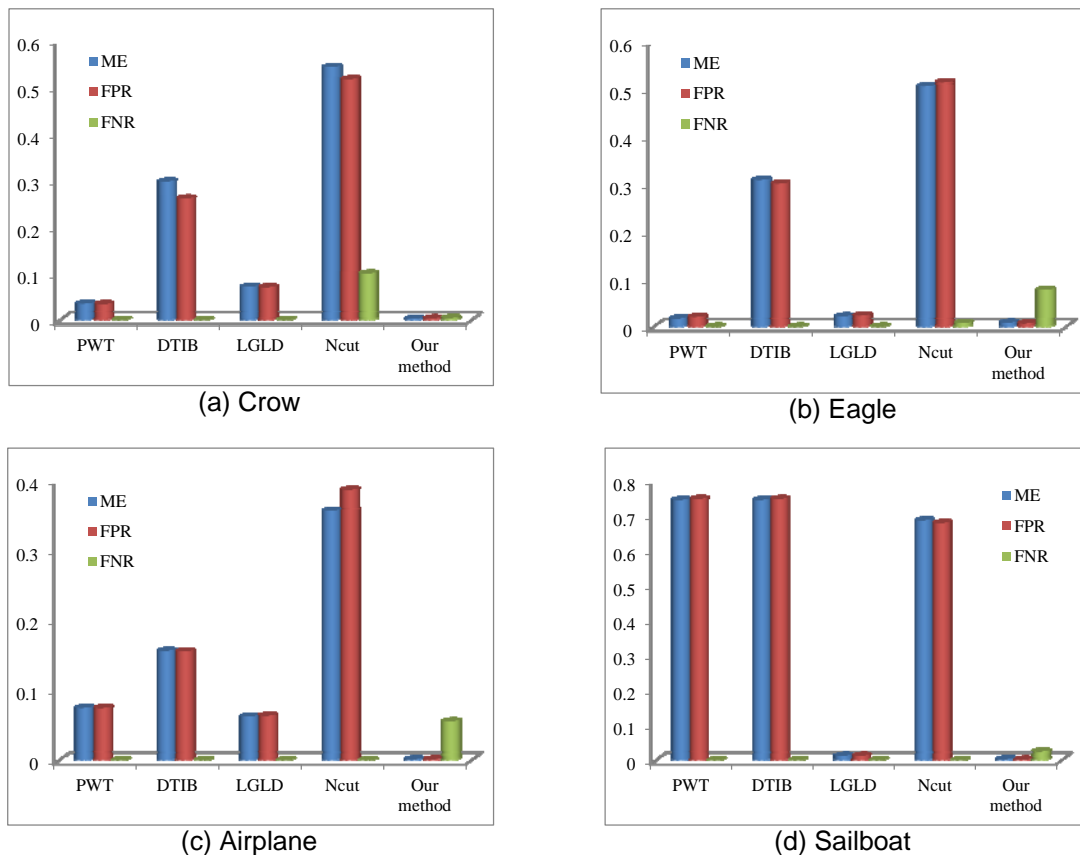 0.6
0.5
0.4
0.3
0.2
0.1
0
ME
FPR
FNR
PWT DTIB LGLD Ncut Our method
(a) Crow
0.6
0.5
0.4
0.3
0.2
0.1
0
ME
FPR
FNR
PWT DTIB LGLD Ncut Our method
(b) Eagle
0.4
0.3
0.2
0.1
0
ME
FPR
FNR
PWT DTIB LGLD Ncut Our method
(c) Airplane
0.8
0.7
0.6
0.5
0.4
0.3
0.2
0.1
0
ME
FPR
FNR
PWT DTIB LGLD Ncut Our method
(d) Sailboat